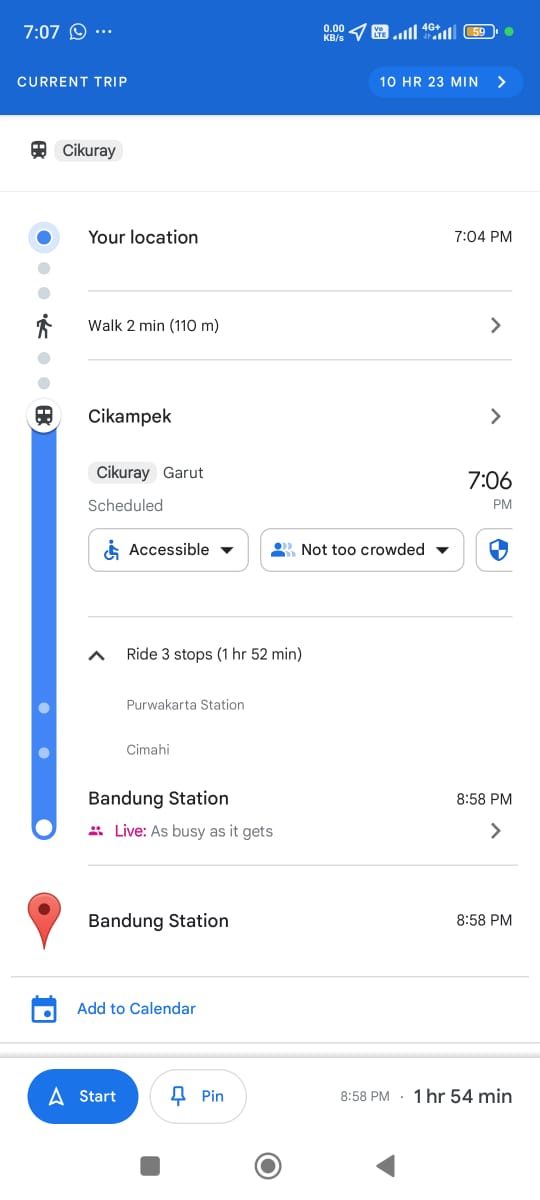 7:07
0.00 KB/s
Vo LTE
4G+
59
CURRENT TRIP
10 HR 23 MIN
Cikuray
Your location 7:04 PM
Walk 2 min (110 m)
Cikampek
Cikuray Garut
7:06
Scheduled
PM
Accessible
Not too crowded
Ride 3 stops (1 hr 52 min)
Purwakarta Station
Cimahi
Bandung Station 8:58 PM
Live: As busy as it gets
Bandung Station 8:58 PM
Add to Calendar
Start
Pin
8:58 PM · 1 hr 54 min